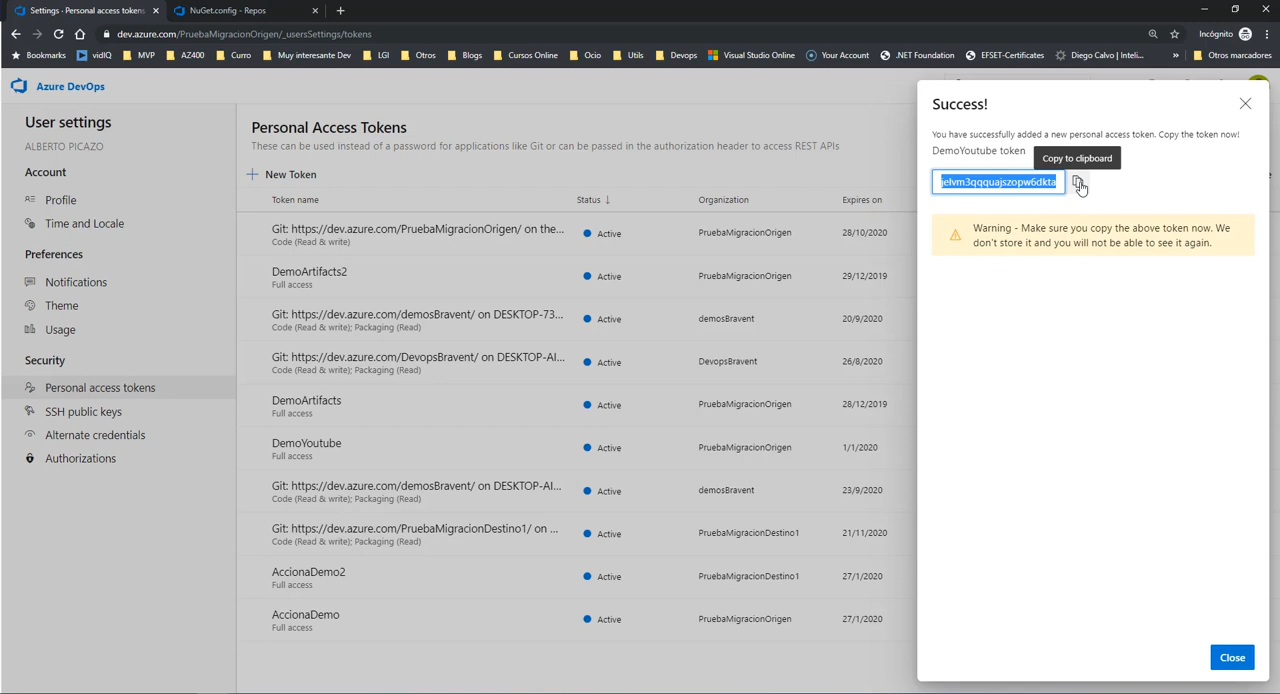 Settings - Personal access tokens
NuGet.config - Repos
dev.azure.com/PruebaMigracionOrigen/_usersSettings/tokens
Incógnito
Bookmarks
vidIQ
MVP
AZ400
Curro
Muy interesante Dev
LGI
Otros
Blogs
Cursos Online
Ocio
Utils
Devops
Visual Studio Online
Your Account
.NET Foundation
EFSET-Certificates
Diego Calvo | Inteli...
»
Otros marcadores
Azure DevOps
User settings
ALBERTO PICAZO
Account
Profile
Time and Locale
Preferences
Notifications
Theme
Usage
Security
Personal access tokens
SSH public keys
Alternate credentials
Authorizations
Personal Access Tokens
These can be used instead of a password for applications like Git or can be passed in the authorization header to access REST APIs
New Token
Token name Status ↓ Organization Expires on
Git: https://dev.azure.com/PruebaMigracionOrigen/ on the... Active PruebaMigracionOrigen 28/10/2020
Code (Read & write)
DemoArtifacts2 Active PruebaMigracionOrigen 29/12/2019
Full access
Git: https://dev.azure.com/demosBravent/ on DESKTOP-73... Active demosBravent 20/9/2020
Code (Read & write); Packaging (Read)
Git: https://dev.azure.com/DevopsBravent/ on DESKTOP-AI... Active DevopsBravent 26/8/2020
Code (Read & write); Packaging (Read)
DemoArtifacts Active PruebaMigracionOrigen 28/12/2019
Full access
DemoYoutube Active PruebaMigracionOrigen 1/1/2020
Full access
Git: https://dev.azure.com/demosBravent/ on DESKTOP-AI... Active demosBravent 23/9/2020
Code (Read & write); Packaging (Read)
Git: https://dev.azure.com/PruebaMigracionDestino1/ on ... Active PruebaMigracionDestino1 21/11/2020
Code (Read & write); Packaging (Read)
AccionaDemo2 Active PruebaMigracionDestino1 27/1/2020
Full access
AccionaDemo Active PruebaMigracionOrigen 27/1/2020
Full access
Success!
You have successfully added a new personal access token. Copy the token now!
DemoYoutube token
Copy to clipboard
jelvm3qqquajszopw6dkta
Warning - Make sure you copy the above token now. We
don't store it and you will not be able to see it again.
Close